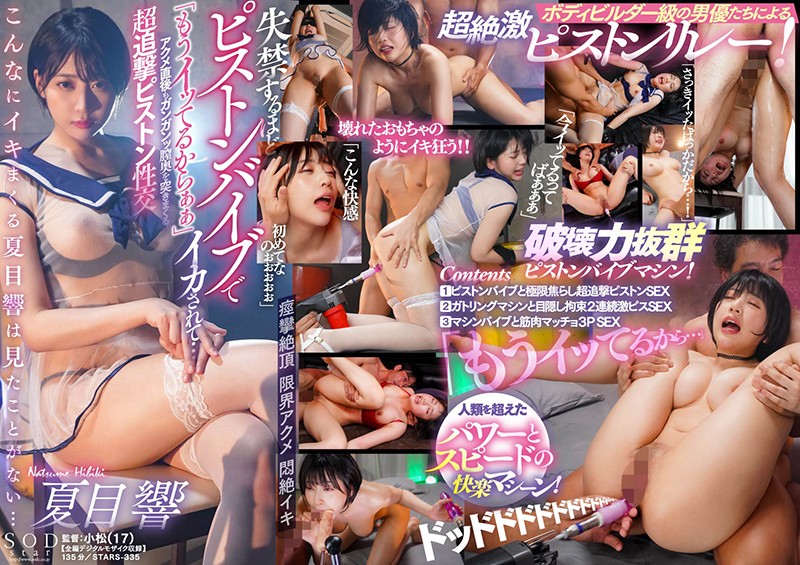 こんなにイキまくる夏目響は見たことがない…
失禁するほど
ピストンバイブで
イカされて…
「もうイッてるからぁぁ」
アクメ直後もガンガンッ膣奥を突きまくる
超追撃ピストン性交
Natsume Hibiki
夏目響
SOD
star
監督：小松(17)
【全編デジタルモザイク収録】
135分／STARS-335
ボディビルダー級の男優たちによる
超絶激ピストンリレー！
壊れたおもちゃの
ようにイキ狂う!!
「さっきイッたばっかだから……」
「今イッてるって
ばぁぁぁ」
「こんな快感
初めてな
のぉぉぉぉ」
破壊力抜群
ピストンバイブマシン！
Contents
1 ピストンバイブと極限焦らし超追撃ピストンSEX
2 ガトリングマシンと目隠し拘束2連続激ピスSEX
3 マシンバイブと筋肉マッチョ3P SEX
「もうイッてるから…」
痙攣絶頂 限界アクメ 悶絶イキ
人類を超えた
パワーと
スピードの
快楽マシーン！